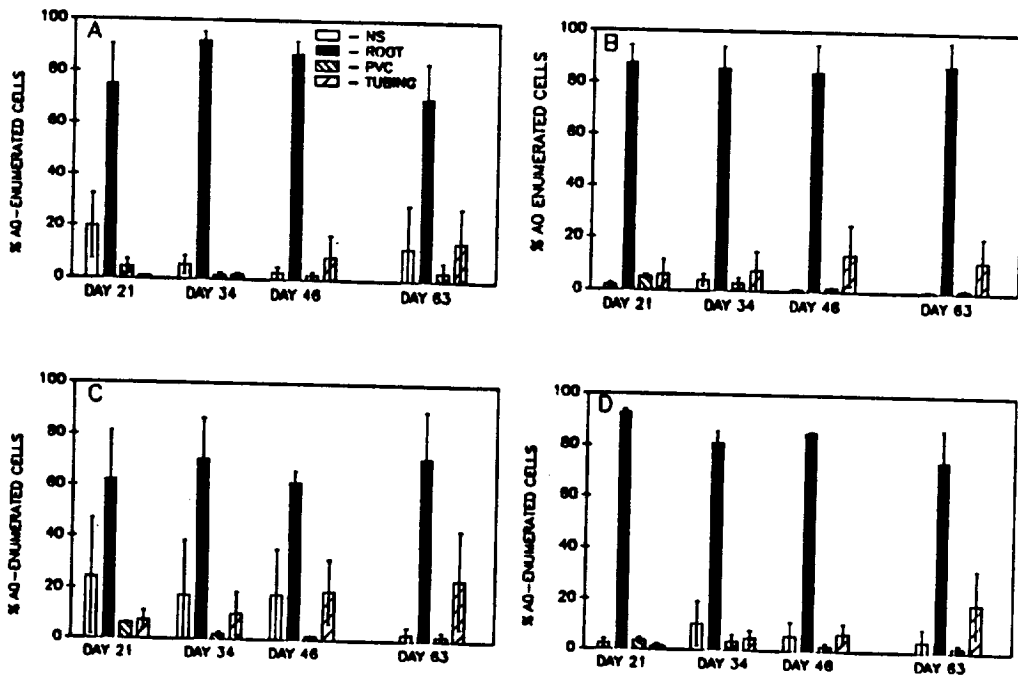 A
100
80
60
40
20
0
% AO-ENUMERATED CELLS
- NS
- ROOT
- PVC
- TUBING
DAY 21 DAY 34 DAY 46 DAY 63
B
100
80
60
40
20
0
% AO ENUMERATED CELLS
DAY 21 DAY 34 DAY 46 DAY 63
C
100
80
60
40
20
0
% AO-ENUMERATED CELLS
DAY 21 DAY 34 DAY 46 DAY 63
D
100
80
60
40
20
0
% AO-ENUMERATED CELLS
DAY 21 DAY 34 DAY 46 DAY 63